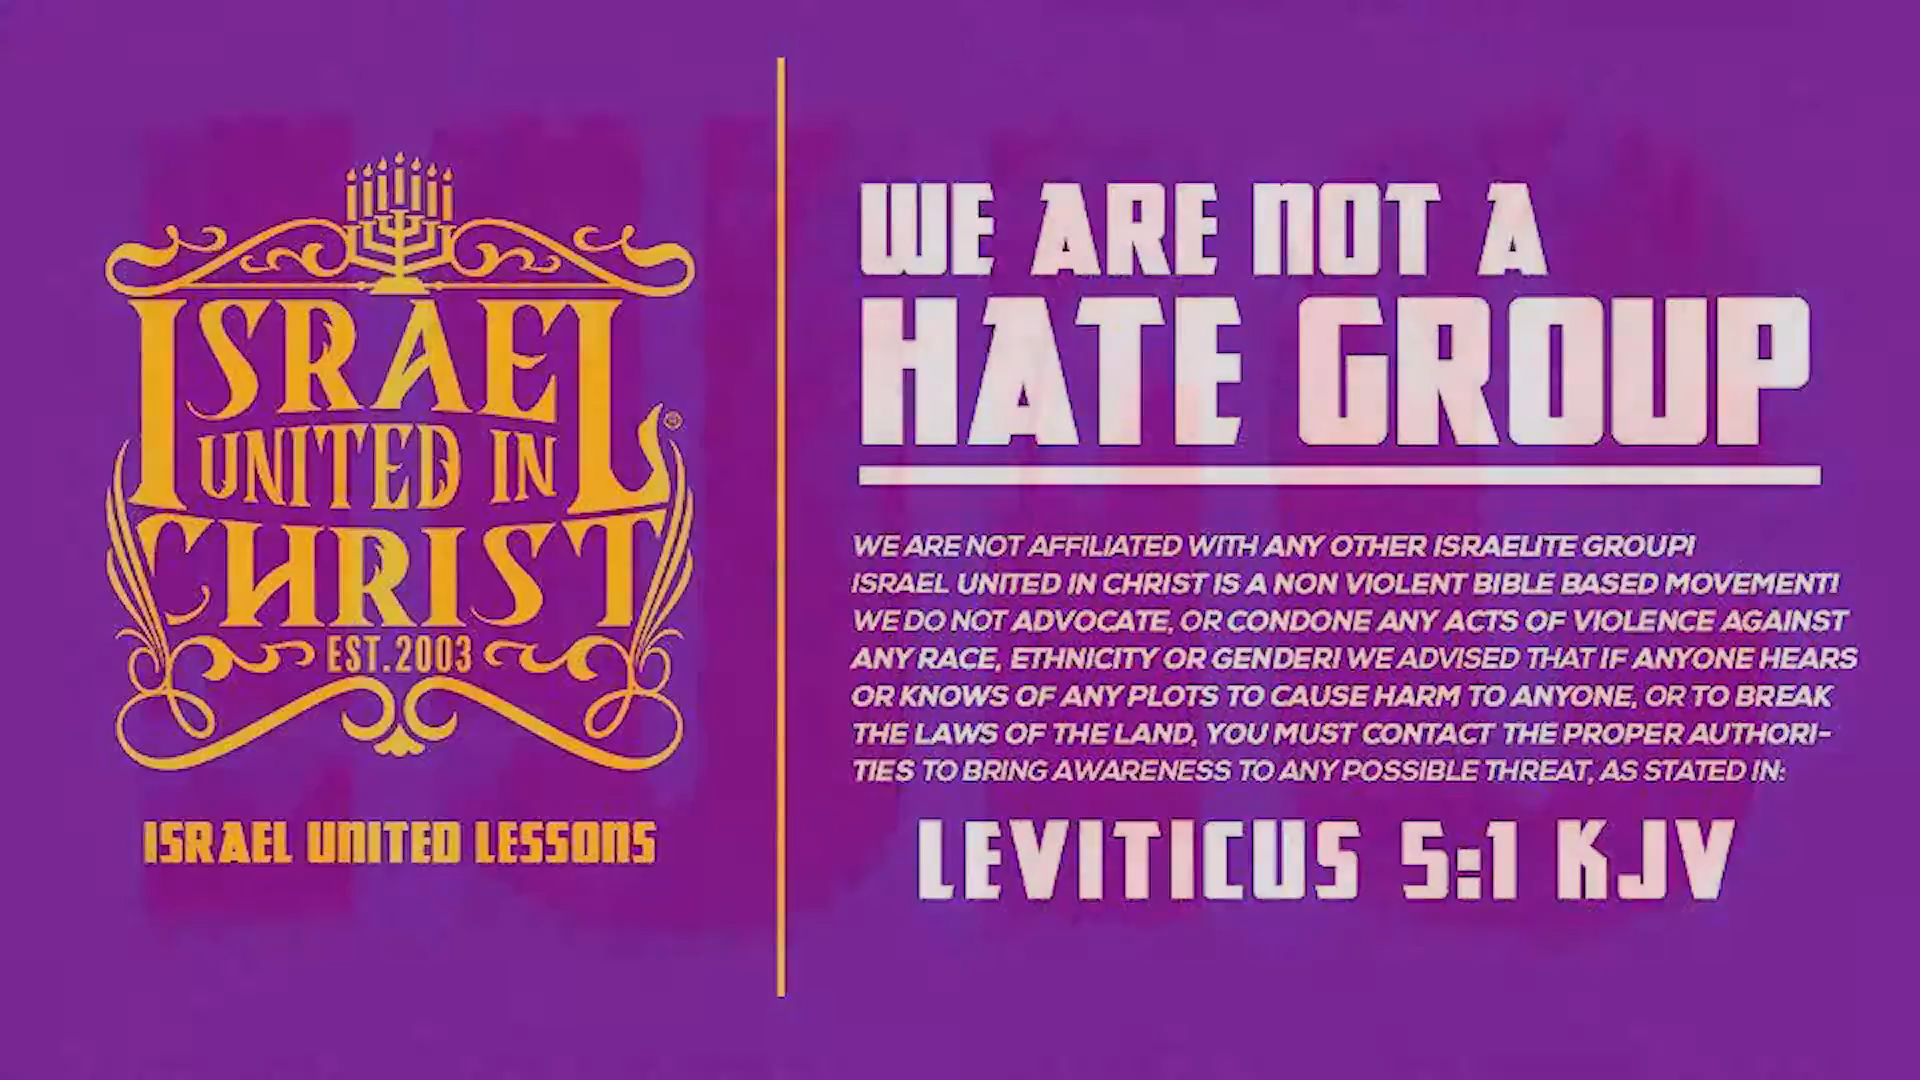 ISRAEL
UNITED IN
CHRIST
®
EST.2003
ISRAEL UNITED LESSONS
WE ARE NOT A
HATE GROUP
WE ARE NOT AFFILIATED WITH ANY OTHER ISRAELITE GROUP!
ISRAEL UNITED IN CHRIST IS A NON VIOLENT BIBLE BASED MOVEMENT!
WE DO NOT ADVOCATE, OR CONDONE ANY ACTS OF VIOLENCE AGAINST
ANY RACE, ETHNICITY OR GENDER! WE ADVISED THAT IF ANYONE HEARS
OR KNOWS OF ANY PLOTS TO CAUSE HARM TO ANYONE, OR TO BREAK
THE LAWS OF THE LAND, YOU MUST CONTACT THE PROPER AUTHORI-
TIES TO BRING AWARENESS TO ANY POSSIBLE THREAT, AS STATED IN:
LEVITICUS 5:1 KJV